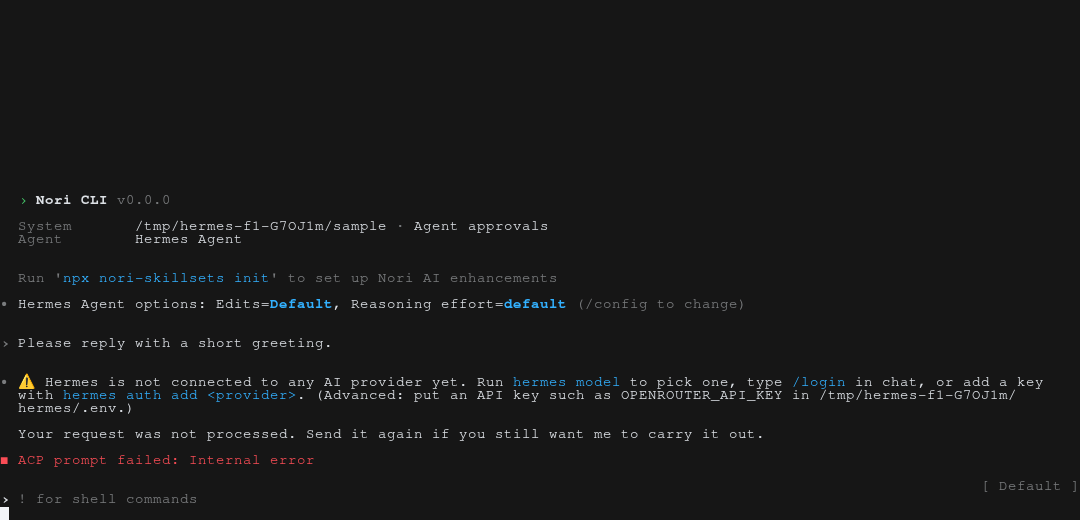 › Nori CLI v0.0.0
System /tmp/hermes-f1-G7OJ1m/sample · Agent approvals
Agent Hermes Agent
Run 'npx nori-skillsets init' to set up Nori AI enhancements
• Hermes Agent options: Edits=Default, Reasoning effort=default (/config to change)
› Please reply with a short greeting.
• ⚠️ Hermes is not connected to any AI provider yet. Run hermes model to pick one, type /login in chat, or add a key
with hermes auth add <provider>. (Advanced: put an API key such as OPENROUTER_API_KEY in /tmp/hermes-f1-G7OJ1m/
hermes/.env.)
Your request was not processed. Send it again if you still want me to carry it out.
■ ACP prompt failed: Internal error
[ Default ]
› ! for shell commands